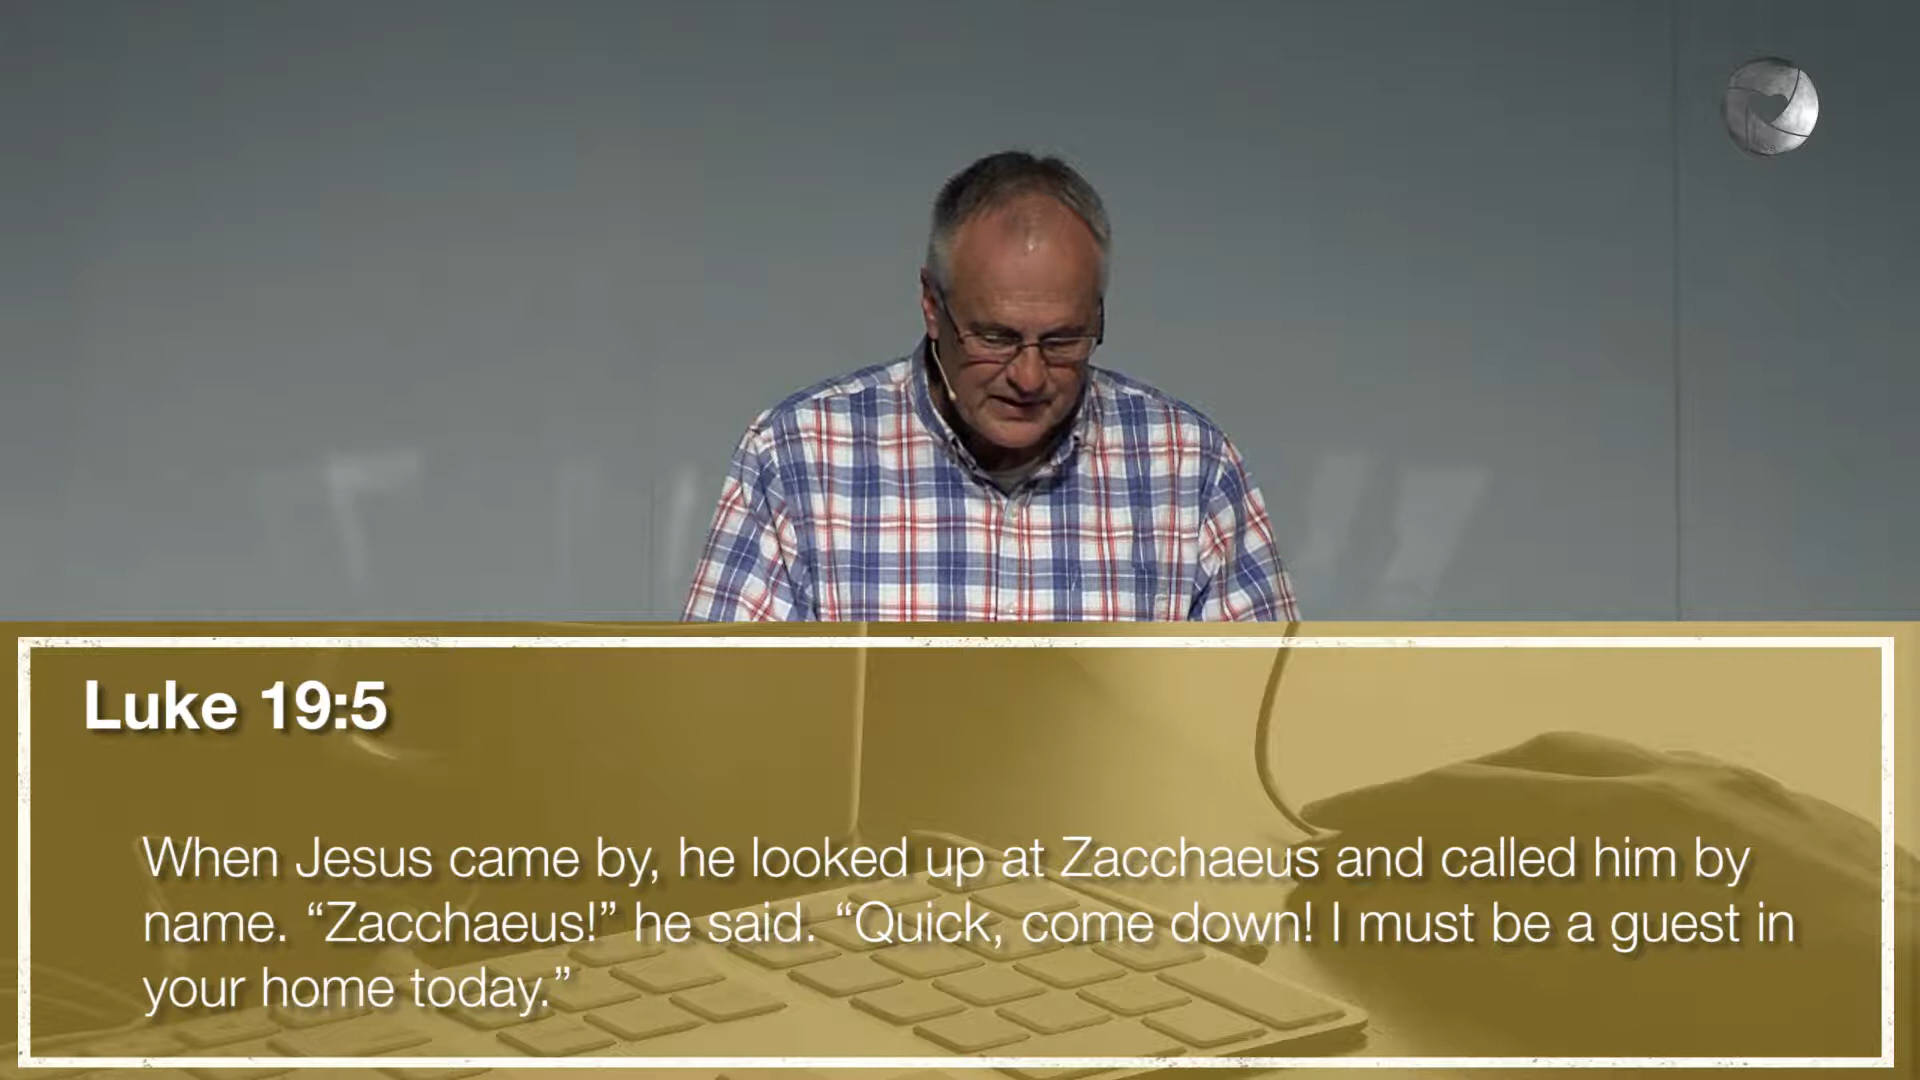 Luke 19:5
When Jesus came by, he looked up at Zacchaeus and called him by
name. “Zacchaeus!” he said. “Quick, come down! I must be a guest in
your home today.”